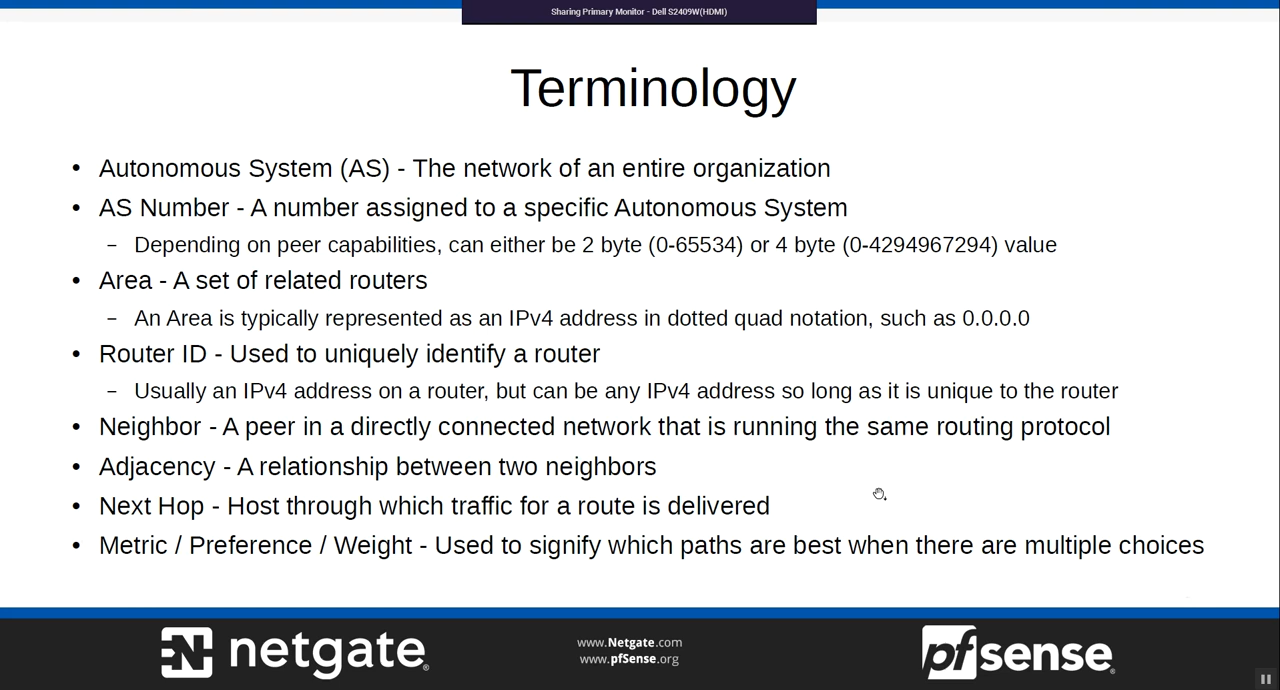 Sharing Primary Monitor - Dell S2409W(HDMI)
Terminology
• Autonomous System (AS) - The network of an entire organization
• AS Number - A number assigned to a specific Autonomous System
– Depending on peer capabilities, can either be 2 byte (0-65534) or 4 byte (0-4294967294) value
• Area - A set of related routers
– An Area is typically represented as an IPv4 address in dotted quad notation, such as 0.0.0.0
• Router ID - Used to uniquely identify a router
– Usually an IPv4 address on a router, but can be any IPv4 address so long as it is unique to the router
• Neighbor - A peer in a directly connected network that is running the same routing protocol
• Adjacency - A relationship between two neighbors
• Next Hop - Host through which traffic for a route is delivered
• Metric / Preference / Weight - Used to signify which paths are best when there are multiple choices
N netgate®
www.Netgate.com
www.pfSense.org
pfsense®